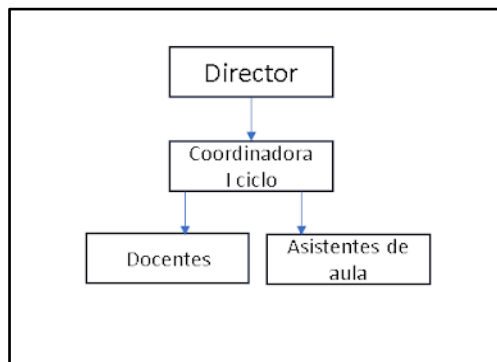 Director
Coordinadora
I ciclo
Docentes
Asistentes de
aula